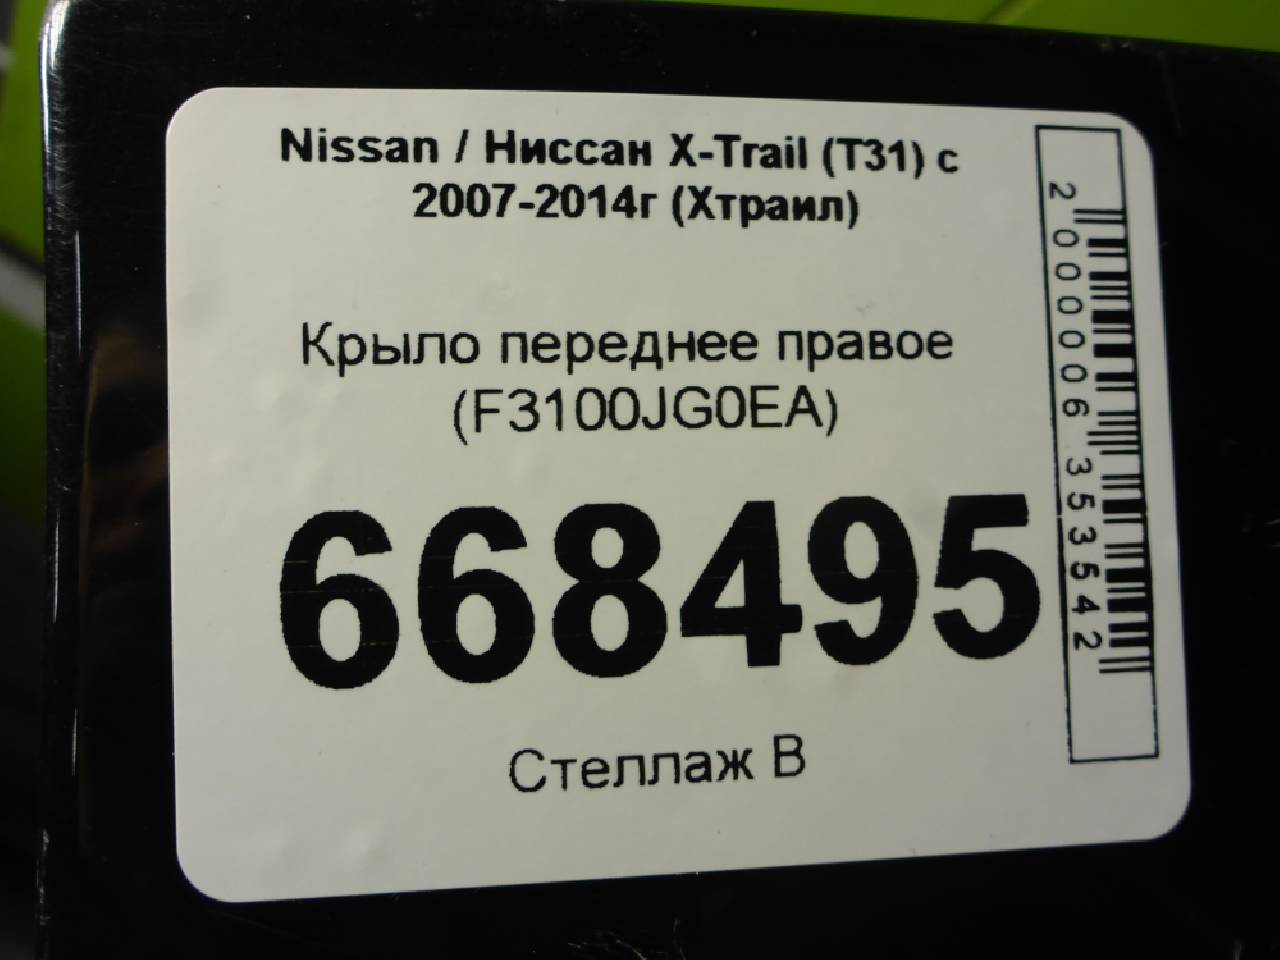 Nissan / Ниссан X-Trail (T31) с
2007-2014г (Хтраил)
Крыло переднее правое
(F3100JG0EA)
668495
Стеллаж В
2000006353542